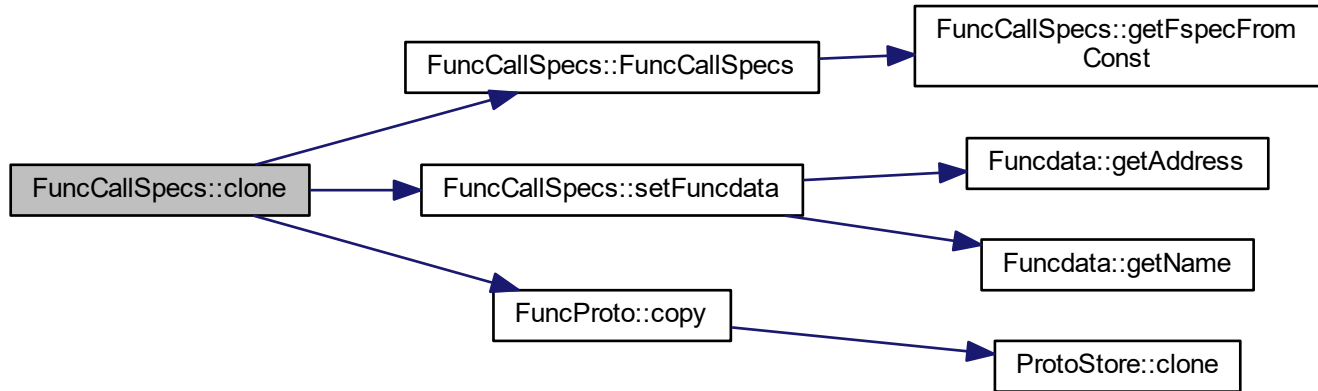 FuncCallSpecs::getFspecFrom
Const
FuncCallSpecs::FuncCallSpecs
Funcdata::getAddress
FuncCallSpecs::clone
FuncCallSpecs::setFuncdata
Funcdata::getName
FuncProto::copy
ProtoStore::clone